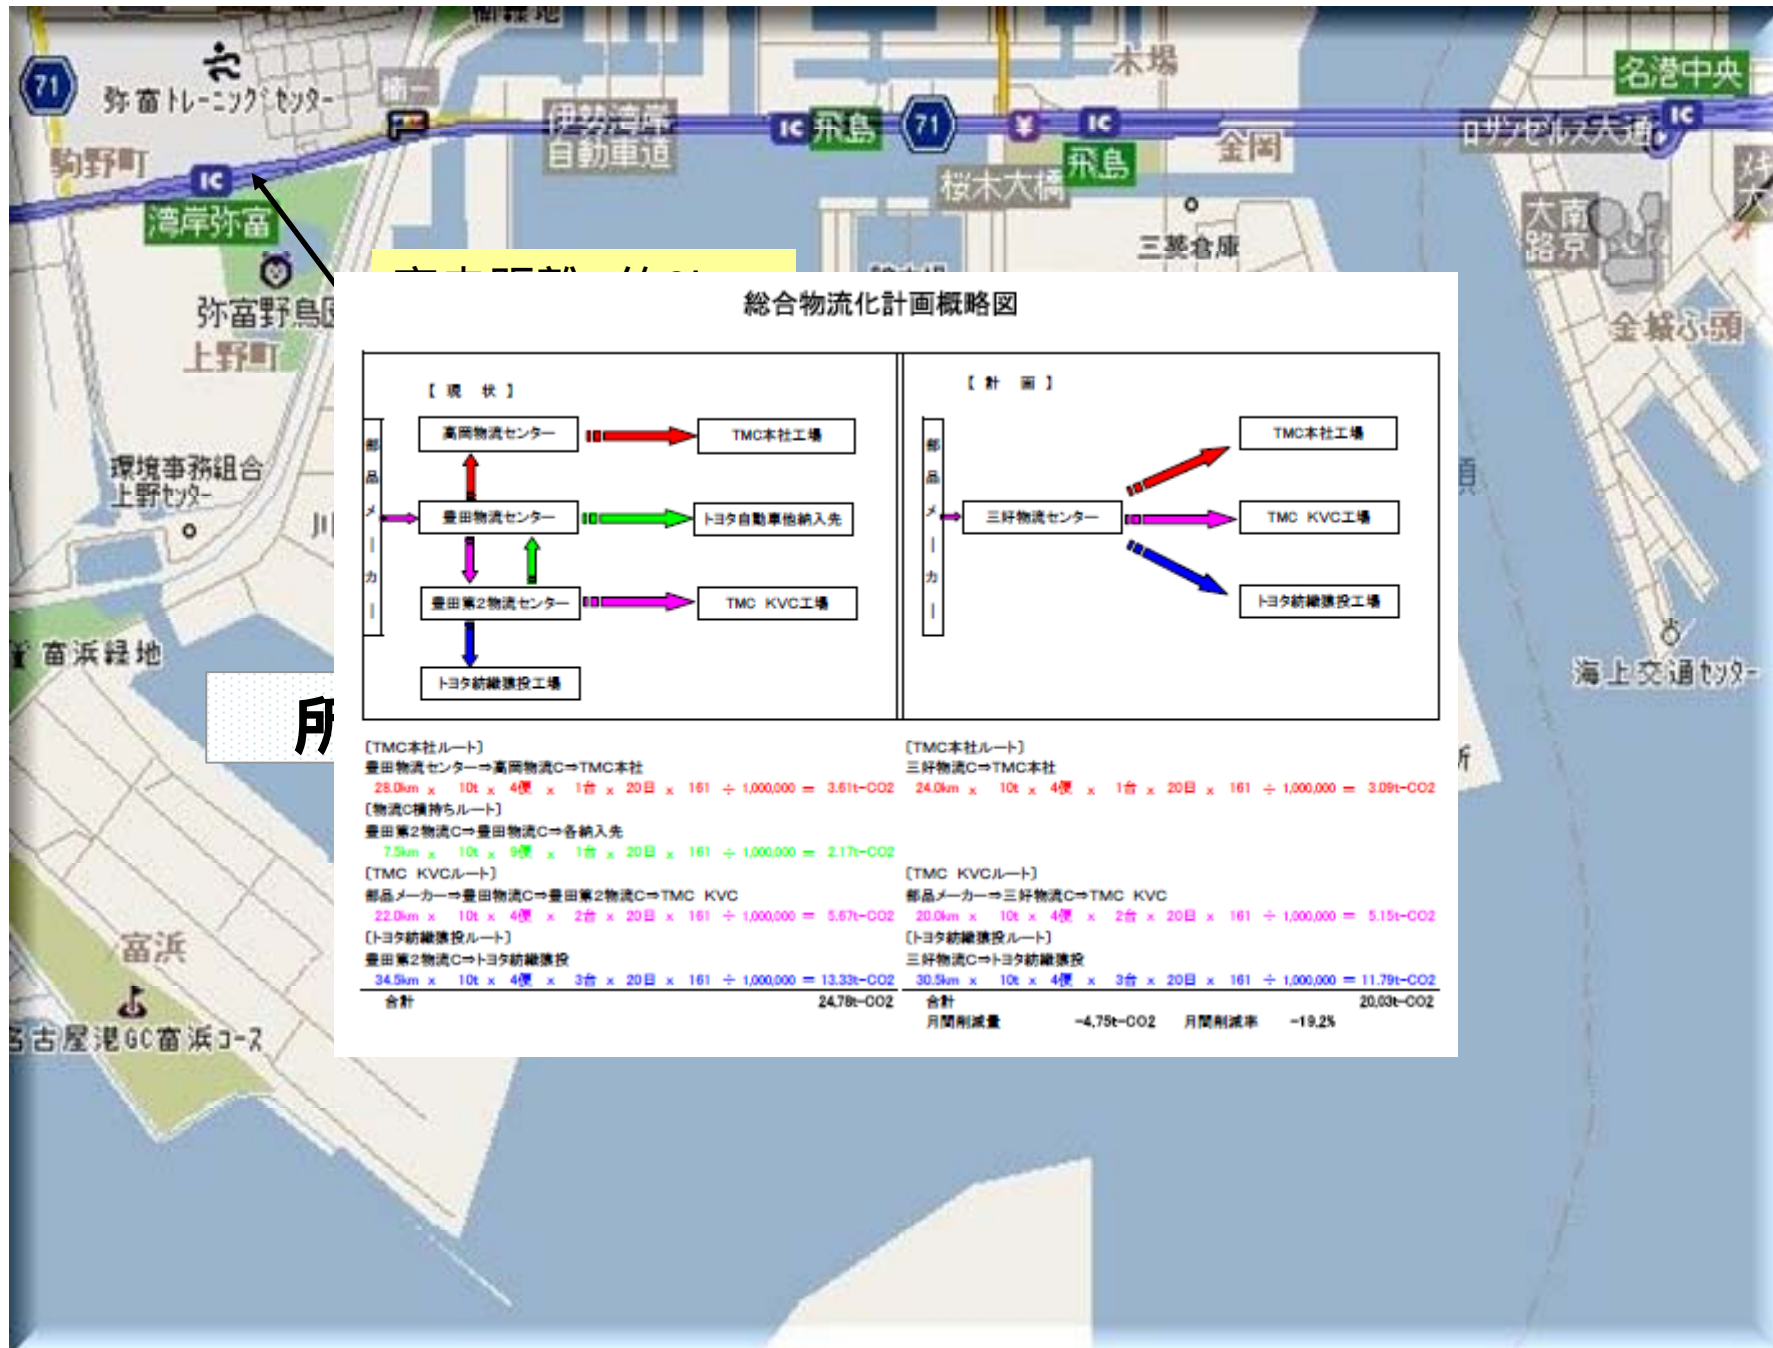 71
弥富トレーニングセンター
楠一
伊勢湾岸
自動車道
IC 飛島
71
IC
飛島
木場
金岡
名港中央
IC
ロサンゼルス大通
駒野町
IC
湾岸弥富
桜木大橋
三菱倉庫
大南
路京
弥富野鳥園
上野町
金城ふ頭
環境事務組合
上野センター
川
富浜緑地
海上交通センター
所
富浜
名古屋港GC富浜コース
総合物流化計画概略図
【 現 状 】
部品メーカー
高岡物流センター
TMC本社工場
豊田物流センター
トヨタ自動車他納入先
豊田第2物流センター
TMC KVC工場
トヨタ紡織猿投工場
【 計 画 】
部品メーカー
TMC本社工場
三好物流センター
TMC KVC工場
トヨタ紡織猿投工場
〔TMC本社ルート〕
豊田物流センター⇒高岡物流C⇒TMC本社
28.0km x 10t x 4便 x 1台 x 20日 x 161 ÷ 1,000,000 = 3.61t-CO2
〔物流C横持ちルート〕
豊田第2物流C⇒豊田物流C⇒各納入先
7.5km x 10t x 9便 x 1台 x 20日 x 161 ÷ 1,000,000 = 2.17t-CO2
〔TMC KVCルート〕
部品メーカー⇒豊田物流C⇒豊田第2物流C⇒TMC KVC
22.0km x 10t x 4便 x 2台 x 20日 x 161 ÷ 1,000,000 = 5.67t-CO2
〔トヨタ紡織猿投ルート〕
豊田第2物流C⇒トヨタ紡織猿投
34.5km x 10t x 4便 x 3台 x 20日 x 161 ÷ 1,000,000 = 13.33t-CO2
合計 24.78t-CO2
〔TMC本社ルート〕
三好物流C⇒TMC本社
24.0km x 10t x 4便 x 1台 x 20日 x 161 ÷ 1,000,000 = 3.09t-CO2
〔TMC KVCルート〕
部品メーカー⇒三好物流C⇒TMC KVC
20.0km x 10t x 4便 x 2台 x 20日 x 161 ÷ 1,000,000 = 5.15t-CO2
〔トヨタ紡織猿投ルート〕
三好物流C⇒トヨタ紡織猿投
30.5km x 10t x 4便 x 3台 x 20日 x 161 ÷ 1,000,000 = 11.79t-CO2
合計 20.03t-CO2
月間削減量 -4.75t-CO2 月間削減率 -19.2%